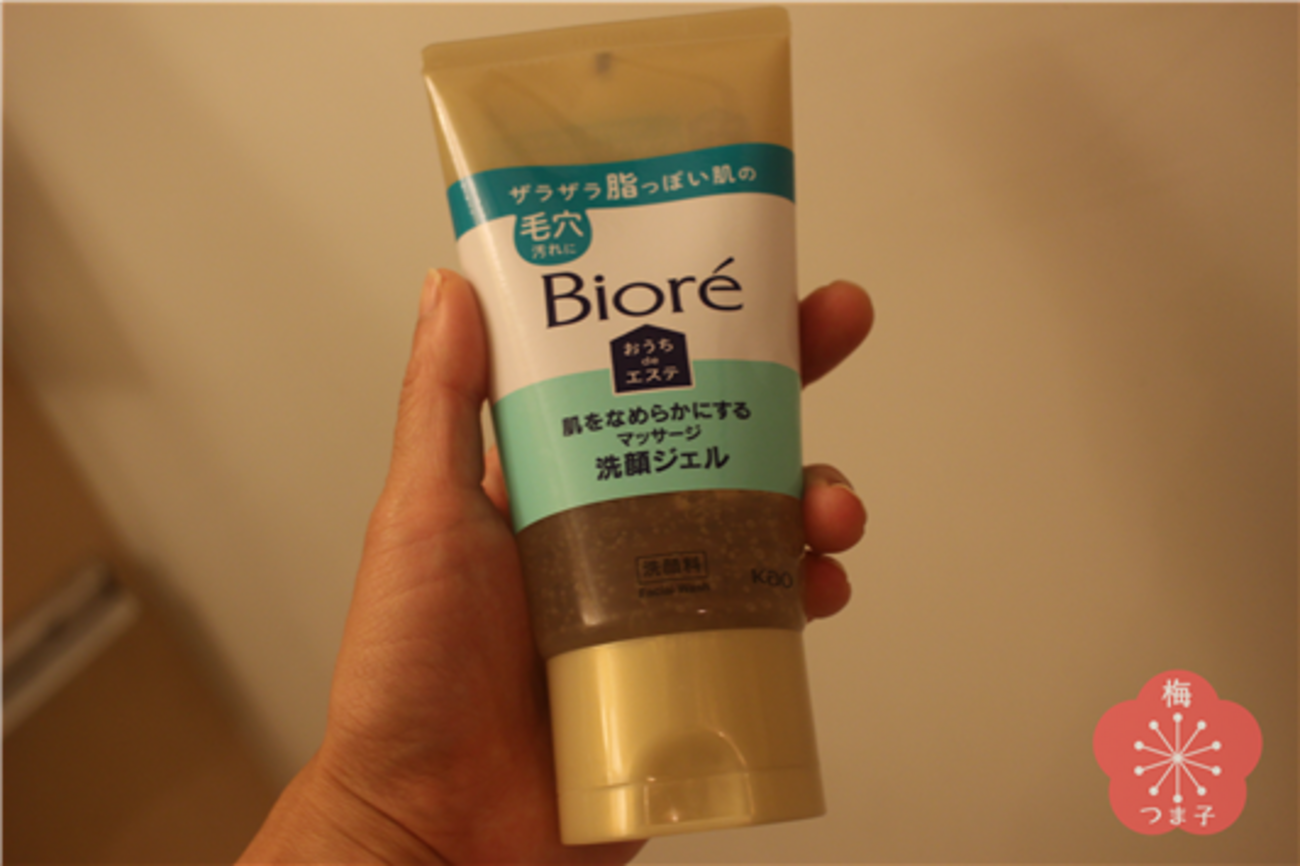 ザラザラ脂っぽい肌の
毛穴
汚れに
Bioré
おうち
de
エステ
肌をなめらかにする
マッサージ
洗顔ジェル
洗顔料
Facial Wash
Kao
梅
つま子